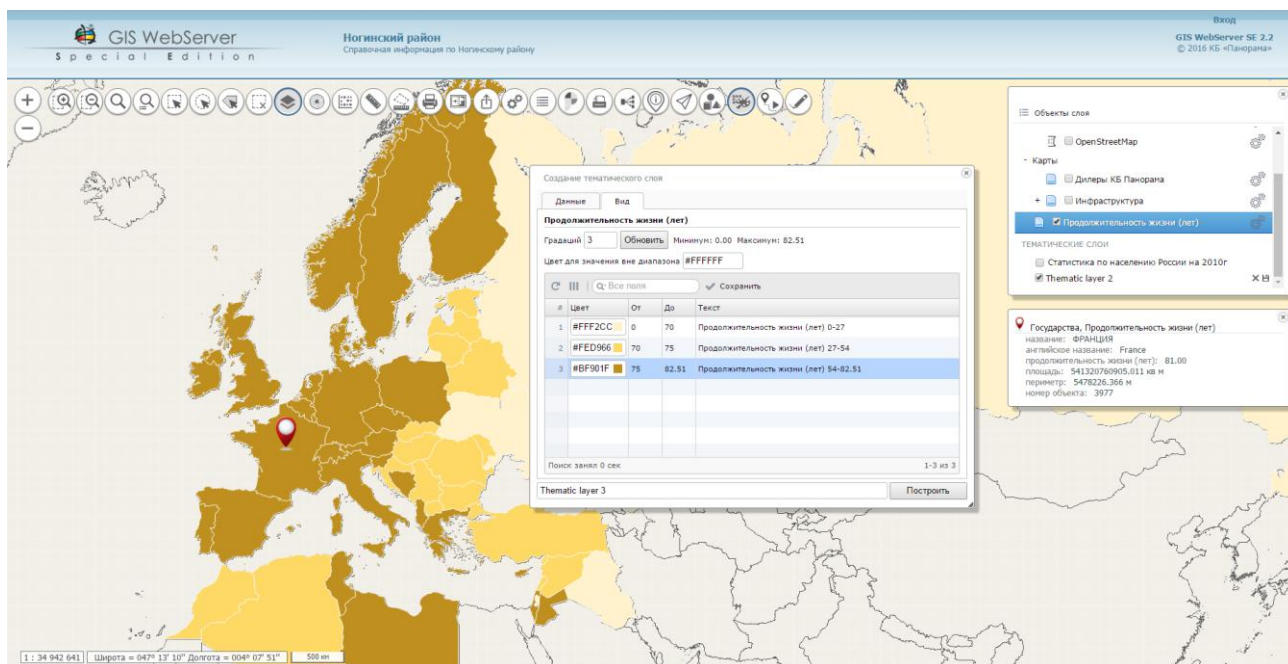 GIS WebServer
Special Edition
Ногинский район
Справочная информация по Ногинскому району
Вход
GIS WebServer SE 2.2
© 2016 КБ «Панорама»
Объекты слоя
OpenStreetMap
- Карты
Дилеры КБ Панорама
+ Инфраструктура
Продолжительность жизни (лет)
ТЕМАТИЧЕСКИЕ СЛОИ
Статистика по населению России на 2010г
Thematic layer 2
Государства, Продолжительность жизни (лет)
название: ФРАНЦИЯ
английское название: France
продолжительность жизни (лет): 81.00
площадь: 541320760905.011 кв м
периметр: 5478226.366 м
номер объекта: 3977
Создание тематического слоя
Данные Вид
Продолжительность жизни (лет)
Градаций 3 Обновить Минимум: 0.00 Максимум: 82.51
Цвет для значения вне диапазона #FFFFFF
Все поля Сохранить
# Цвет От До Текст
1 #FFF2CC 0 70 Продолжительность жизни (лет) 0-27
2 #FED966 70 75 Продолжительность жизни (лет) 27-54
3 #BF901F 75 82.51 Продолжительность жизни (лет) 54-82.51
Поиск занял 0 сек 1-3 из 3
Thematic layer 3 Построить
1 : 34 942 641 Широта = 047º 13' 10" Долгота = 004º 07' 51" 500 км